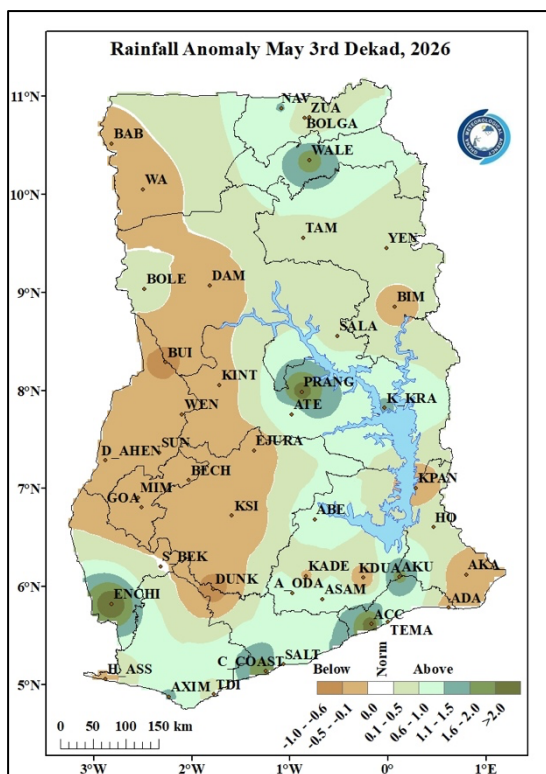 Rainfall Anomaly May 3rd Dekad, 2026
11°N
NAV
ZUA
BOLGA
BAB
WALE
WA
10°N
TAM
YEN
BOLE
DAM
9°N
BIM
SALA
BUI
KINT
PRANG
8°N
K_KRA
WEN
ATE
SUN
EJURA
D_AHEN
BECH
7°N
MIM
GOA
KPAN
KSI
ABE
HO
S_BEK
KADE
KDUA
AKU
AKA
6°N
A_ODA
ASAM
DUNK
ENCHI
ADA
ACC
TEMA
C_COAST
SALT
H_ASS
Below
Norm
Above
5°N
AXIM
TDI
-1.0 - -0.6
-0.5 - -0.1
0.0
0.1-0.5
0.6-1.0
1.1-1.5
1.6-2.0
>2.0
0 50 100 150 km
3°W 2°W 1°W 0° 1°E